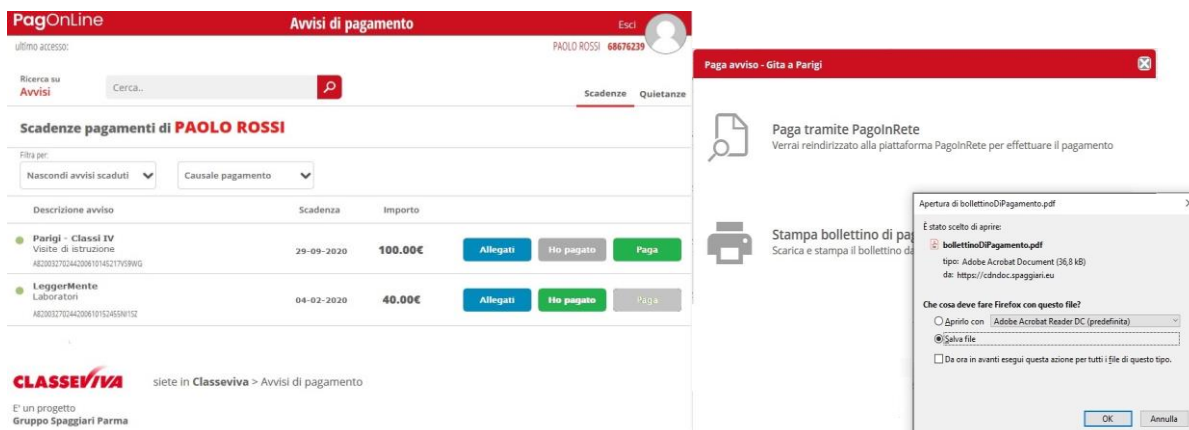 PagOnLine
Avvisi di pagamento
Esci
ultimo accesso:
PAOLO ROSSI 68676239
Ricerca su
Avvisi
Cerca..
Scadenze Quietanze
Scadenze pagamenti di PAOLO ROSSI
Filtra per:
Nascondi avvisi scaduti
Causale pagamento
Descrizione avviso Scadenza Importo
Parigi - Classi IV
Visite di istruzione
29-09-2020 100.00€ Allegati Ho pagato Paga
LeggerMente
Laboratori
04-02-2020 40.00€ Allegati Ho pagato Paga
CLASSEVIVA
siete in Classeviva > Avvisi di pagamento
E' un progetto
Gruppo Spaggiari Parma
Paga avviso - Gita a Parigi
Paga tramite PagoInRete
Verrai reindirizzato alla piattaforma PagoInRete per effettuare il pagamento
Stampa bollettino di pag
Scarica e stampa il bollettino da
Apertura di bollettinoDiPagamento.pdf
È stato scelto di aprire:
bollettinoDiPagamento.pdf
tipo: Adobe Acrobat Document (36,8 kB)
da: https://cdndoc.spaggiari.eu
Che cosa deve fare Firefox con questo file?
Aprirlo con Adobe Acrobat Reader DC (predefinita)
Salva file
Da ora in avanti esegui questa azione per tutti i file di questo tipo.
OK Annulla